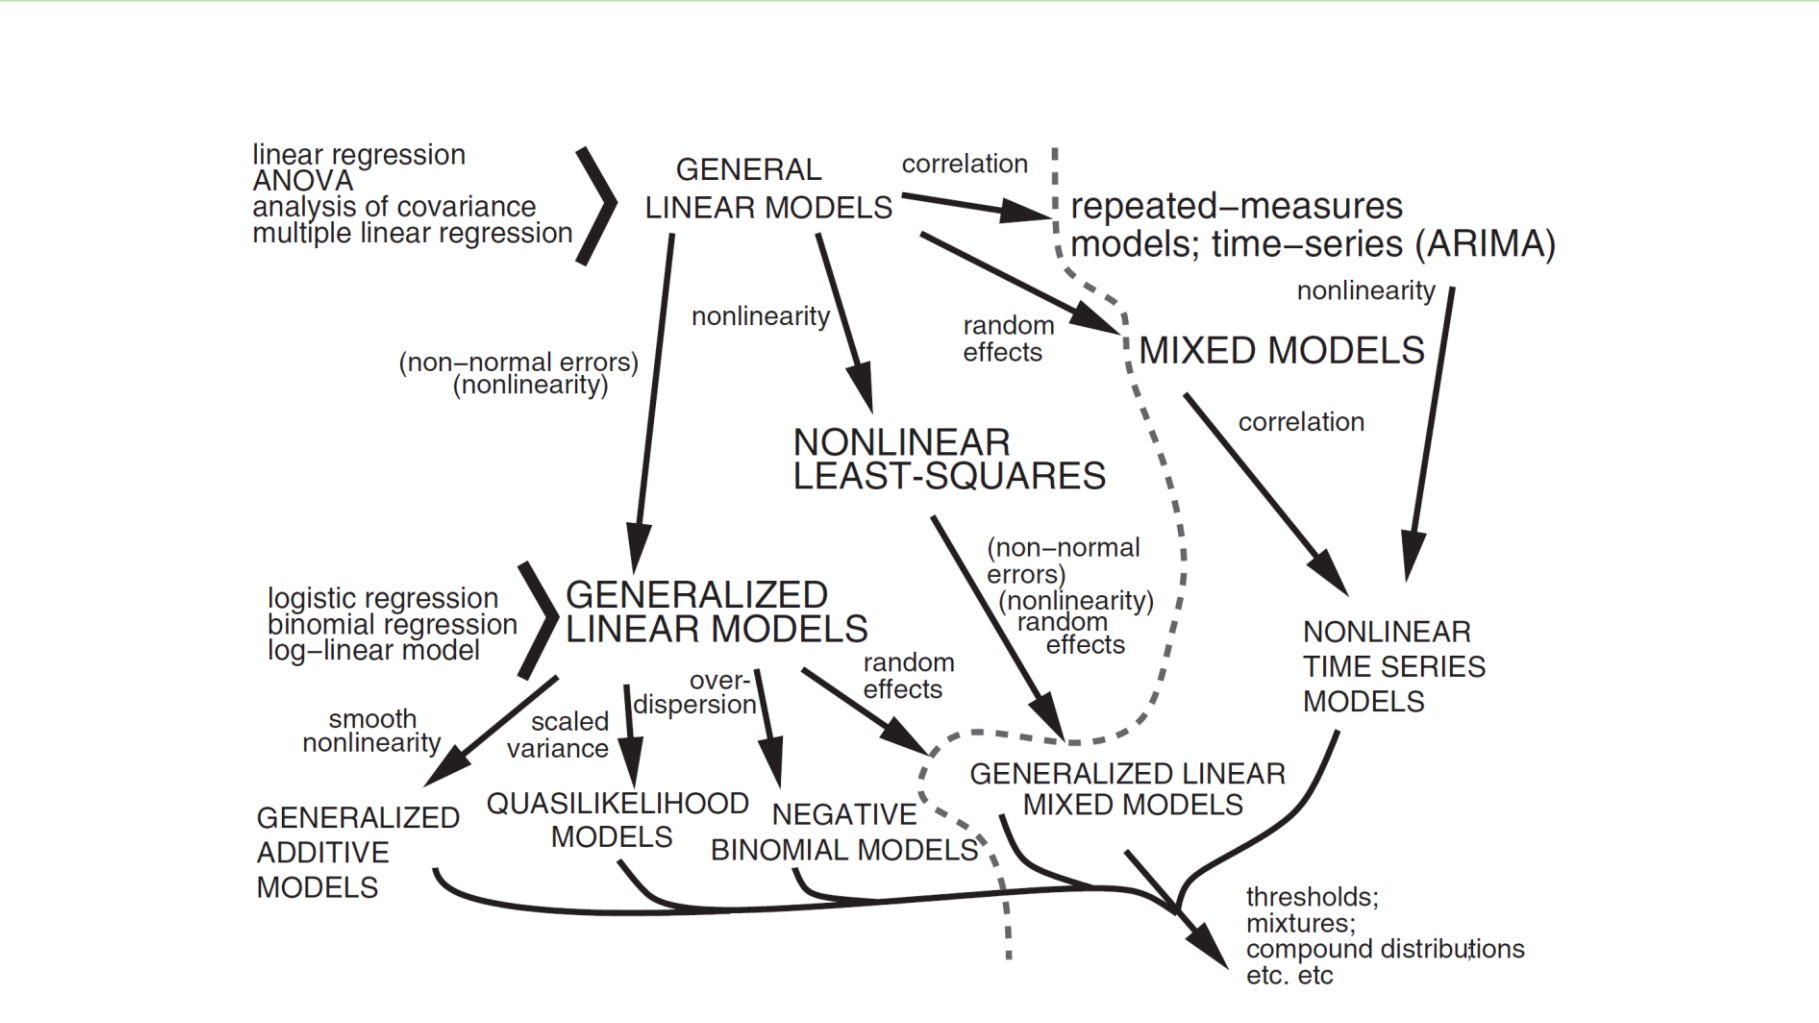 linear regression
ANOVA
analysis of covariance
multiple linear regression
GENERAL
LINEAR MODELS
correlation
repeated−measures
models; time−series (ARIMA)
nonlinearity
nonlinearity
random
effects
MIXED MODELS
(non−normal errors)
(nonlinearity)
correlation
NONLINEAR
LEAST-SQUARES
(non−normal
errors)
(nonlinearity)
random
effects
logistic regression
binomial regression
log−linear model
GENERALIZED
LINEAR MODELS
NONLINEAR
TIME SERIES
MODELS
random
effects
over-
dispersion
smooth
nonlinearity
scaled
variance
GENERALIZED LINEAR
MIXED MODELS
GENERALIZED
ADDITIVE
MODELS
QUASILIKELIHOOD
MODELS
NEGATIVE
BINOMIAL MODELS
thresholds;
mixtures;
compound distributions
etc. etc